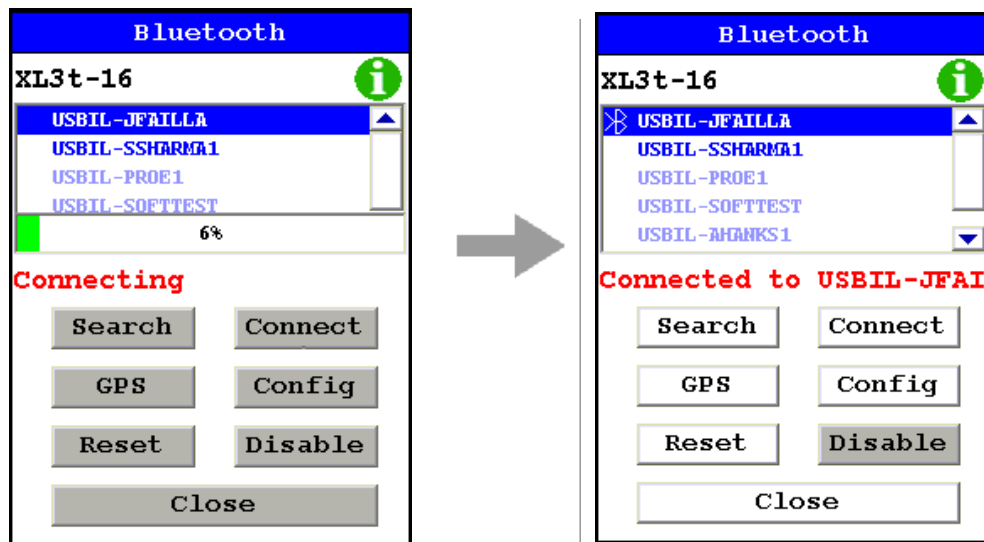 Bluetooth
XL3t-16
USBIL-JFAILLA
USBIL-SSHARMA1
USBIL-PROE1
USBIL-SOFTTEST
6%
Connecting
Search Connect
GPS Config
Reset Disable
Close
Bluetooth
XL3t-16
USBIL-JFAILLA
USBIL-SSHARMA1
USBIL-PROE1
USBIL-SOFTTEST
USBIL-AHANKS1
Connected to USBIL-JFAI
Search Connect
GPS Config
Reset Disable
Close